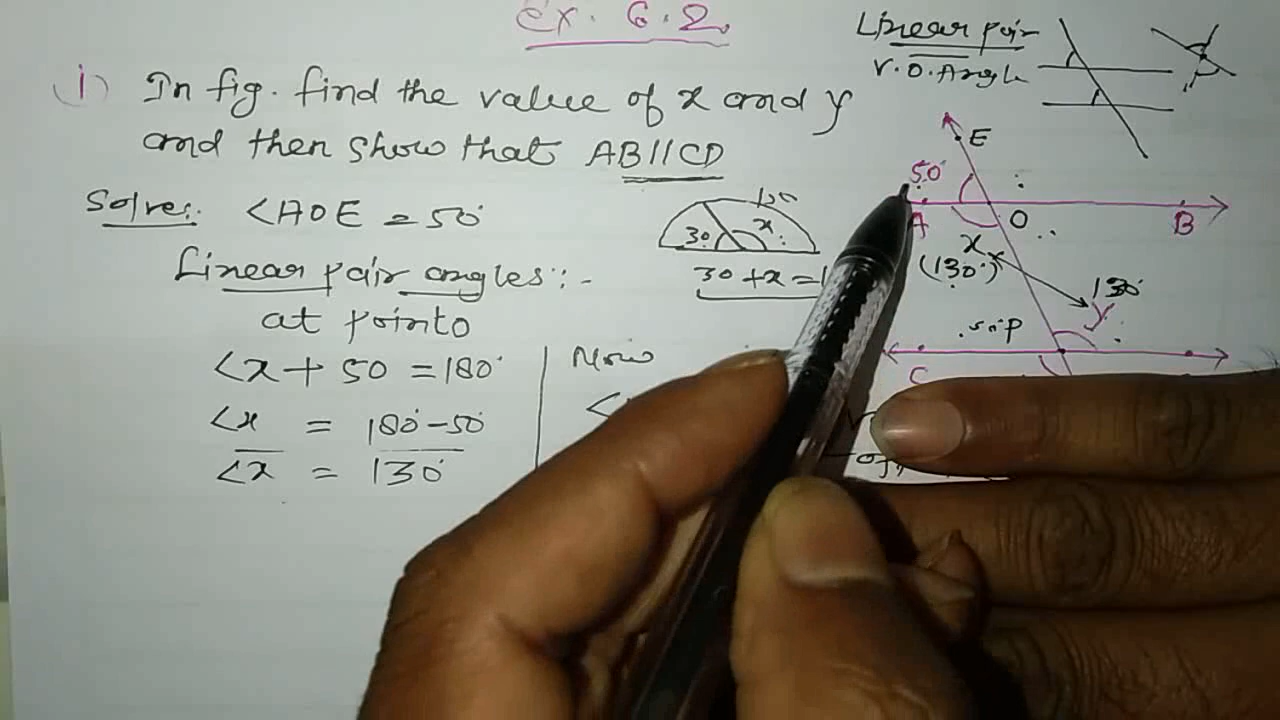 Ex. 6.2.
1) In fig. find the value of x and y
and then show that AB//CD
Solve:. <AOE = 50°
Linear pair angles:-
at point O
<x + 50 = 180°
<x = 180° - 50°
<x = 130°
Now
30 x
30 + x = 1
Linear pair
V.O.Angle
E
50°
A
O
B
x
(130°)
130°
y
P
C